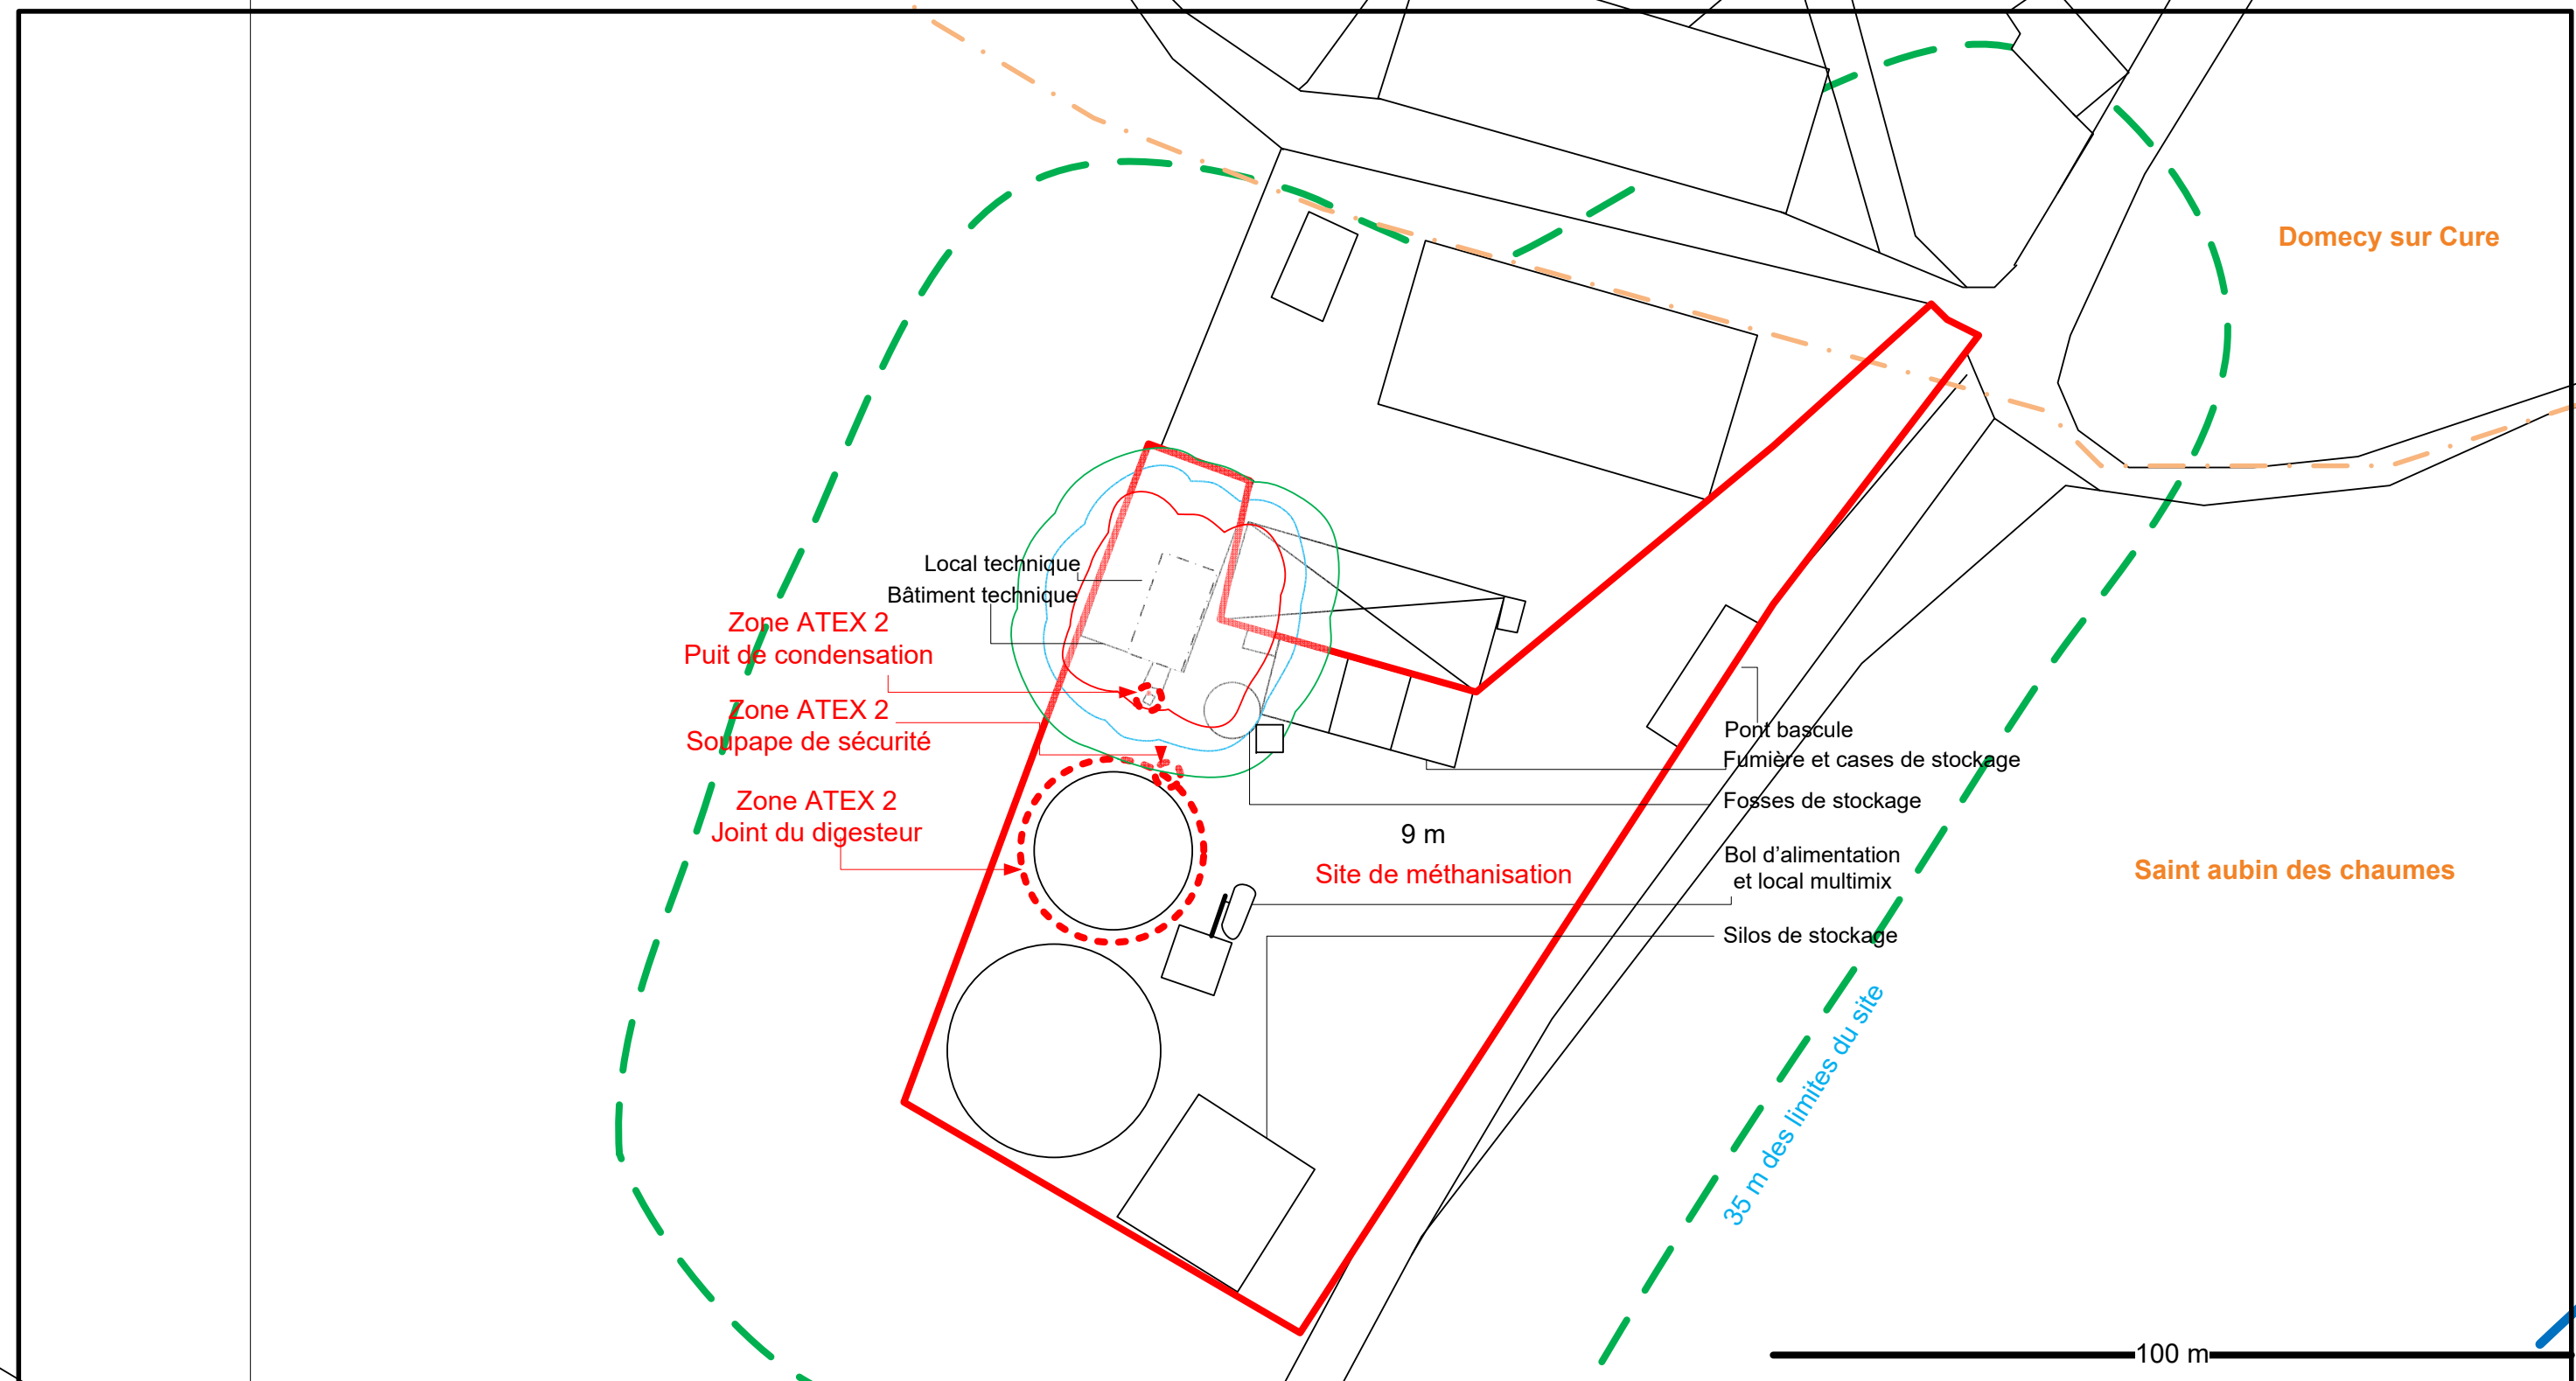 Domecy sur Cure
Local technique
Bâtiment technique
Zone ATEX 2
Puit de condensation
Zone ATEX 2
Soupape de sécurité
Zone ATEX 2
Joint du digesteur
Pont bascule
Fumière et cases de stockage
Fosses de stockage
9 m
Site de méthanisation
Bol d’alimentation
et local multimix
Saint aubin des chaumes
Silos de stockage
35 m des limites du site
100 m